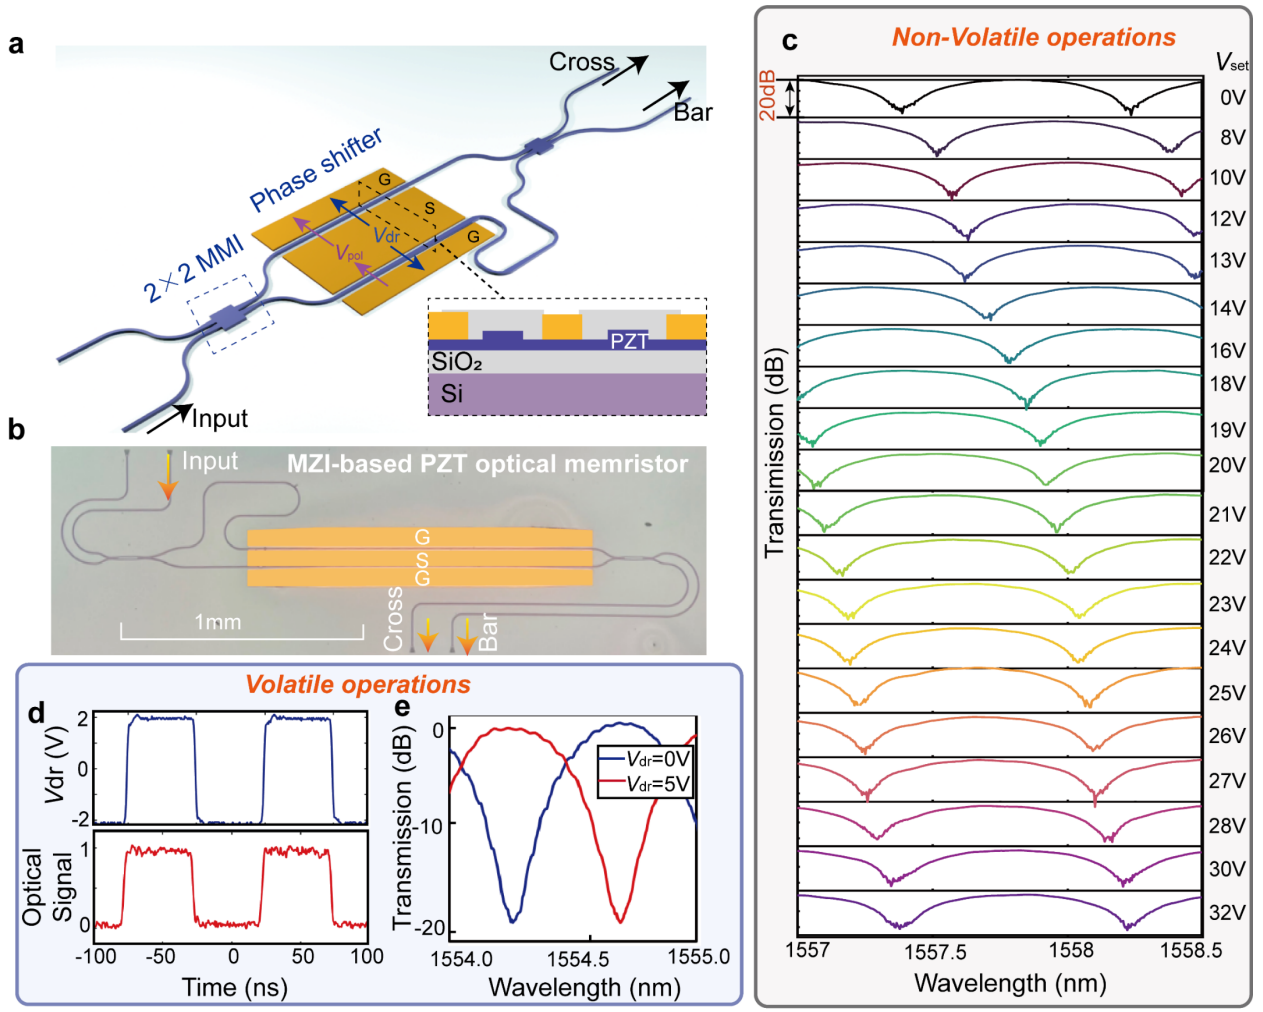 a
Cross
Bar
Phase shifter
G
S
G
Vdr
Vpol
2×2 MMI
PZT
SiO₂
Si
Input
b
Input
MZI-based PZT optical memristor
G
S
G
1mm
Cross
Bar
Volatile operations
d
Vdr (V)
2
0
-2
Optical
Signal
1
0
-100
-50
0
50
100
Time (ns)
e
Transmission (dB)
0
-10
-20
Vdr=0V
Vdr=5V
1554.0
1554.5
1555.0
Wavelength (nm)
c
Non-Volatile operations
Vset
20dB
0V
8V
10V
12V
13V
14V
16V
18V
19V
20V
21V
22V
23V
24V
25V
26V
27V
28V
30V
32V
Transimission (dB)
1557
1557.5
1558
1558.5
Wavelength (nm)